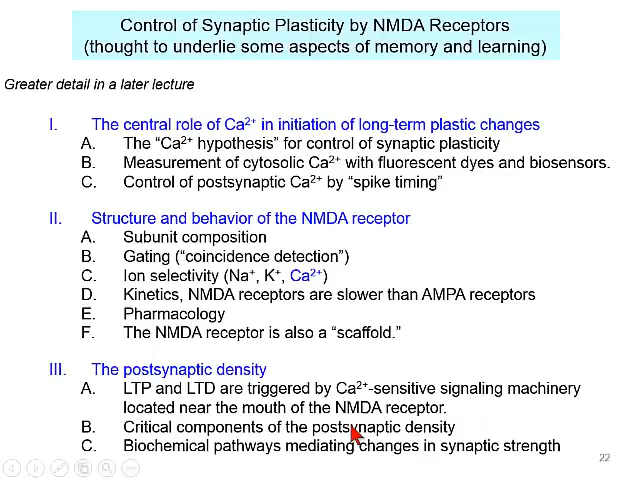 Control of Synaptic Plasticity by NMDA Receptors
(thought to underlie some aspects of memory and learning)
Greater detail in a later lecture
I. The central role of Ca²⁺ in initiation of long-term plastic changes
A. The “Ca²⁺ hypothesis” for control of synaptic plasticity
B. Measurement of cytosolic Ca²⁺ with fluorescent dyes and biosensors.
C. Control of postsynaptic Ca²⁺ by “spike timing”
II. Structure and behavior of the NMDA receptor
A. Subunit composition
B. Gating (“coincidence detection”)
C. Ion selectivity (Na⁺, K⁺, Ca²⁺)
D. Kinetics, NMDA receptors are slower than AMPA receptors
E. Pharmacology
F. The NMDA receptor is also a “scaffold.”
III. The postsynaptic density
A. LTP and LTD are triggered by Ca²⁺-sensitive signaling machinery
located near the mouth of the NMDA receptor.
B. Critical components of the postsynaptic density
C. Biochemical pathways mediating changes in synaptic strength
22